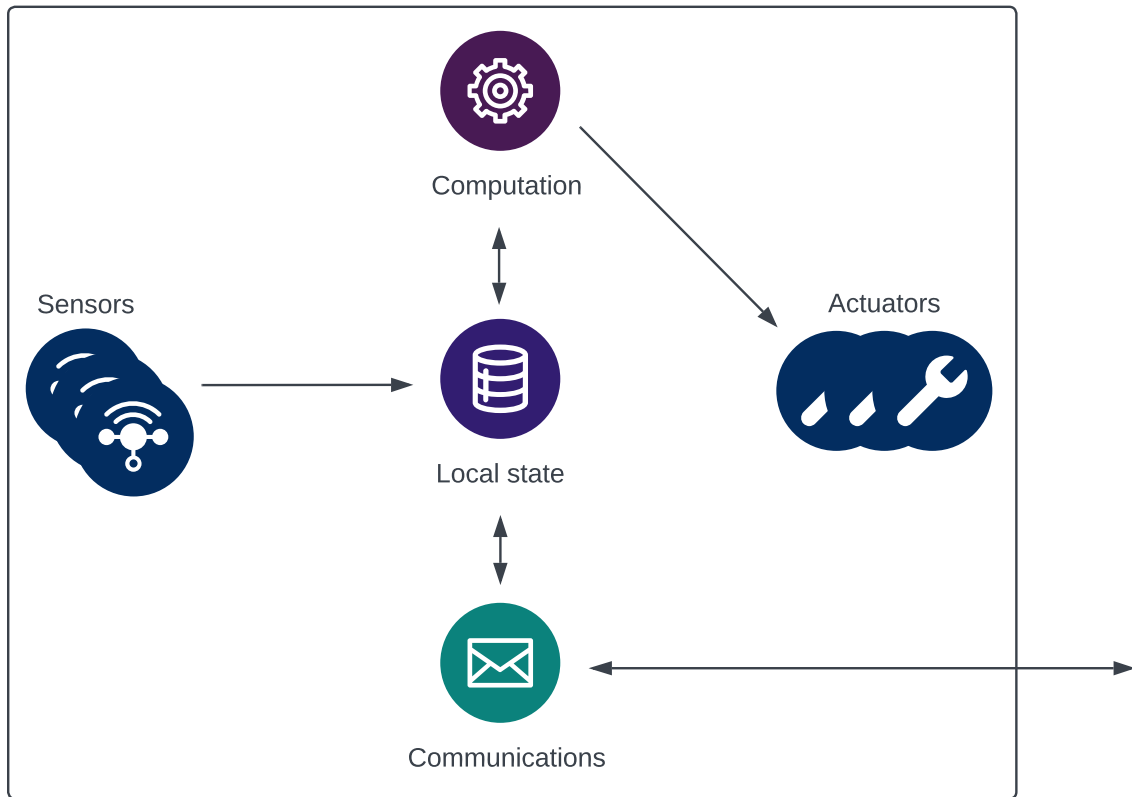 Computation
Sensors
Actuators
Local state
Communications